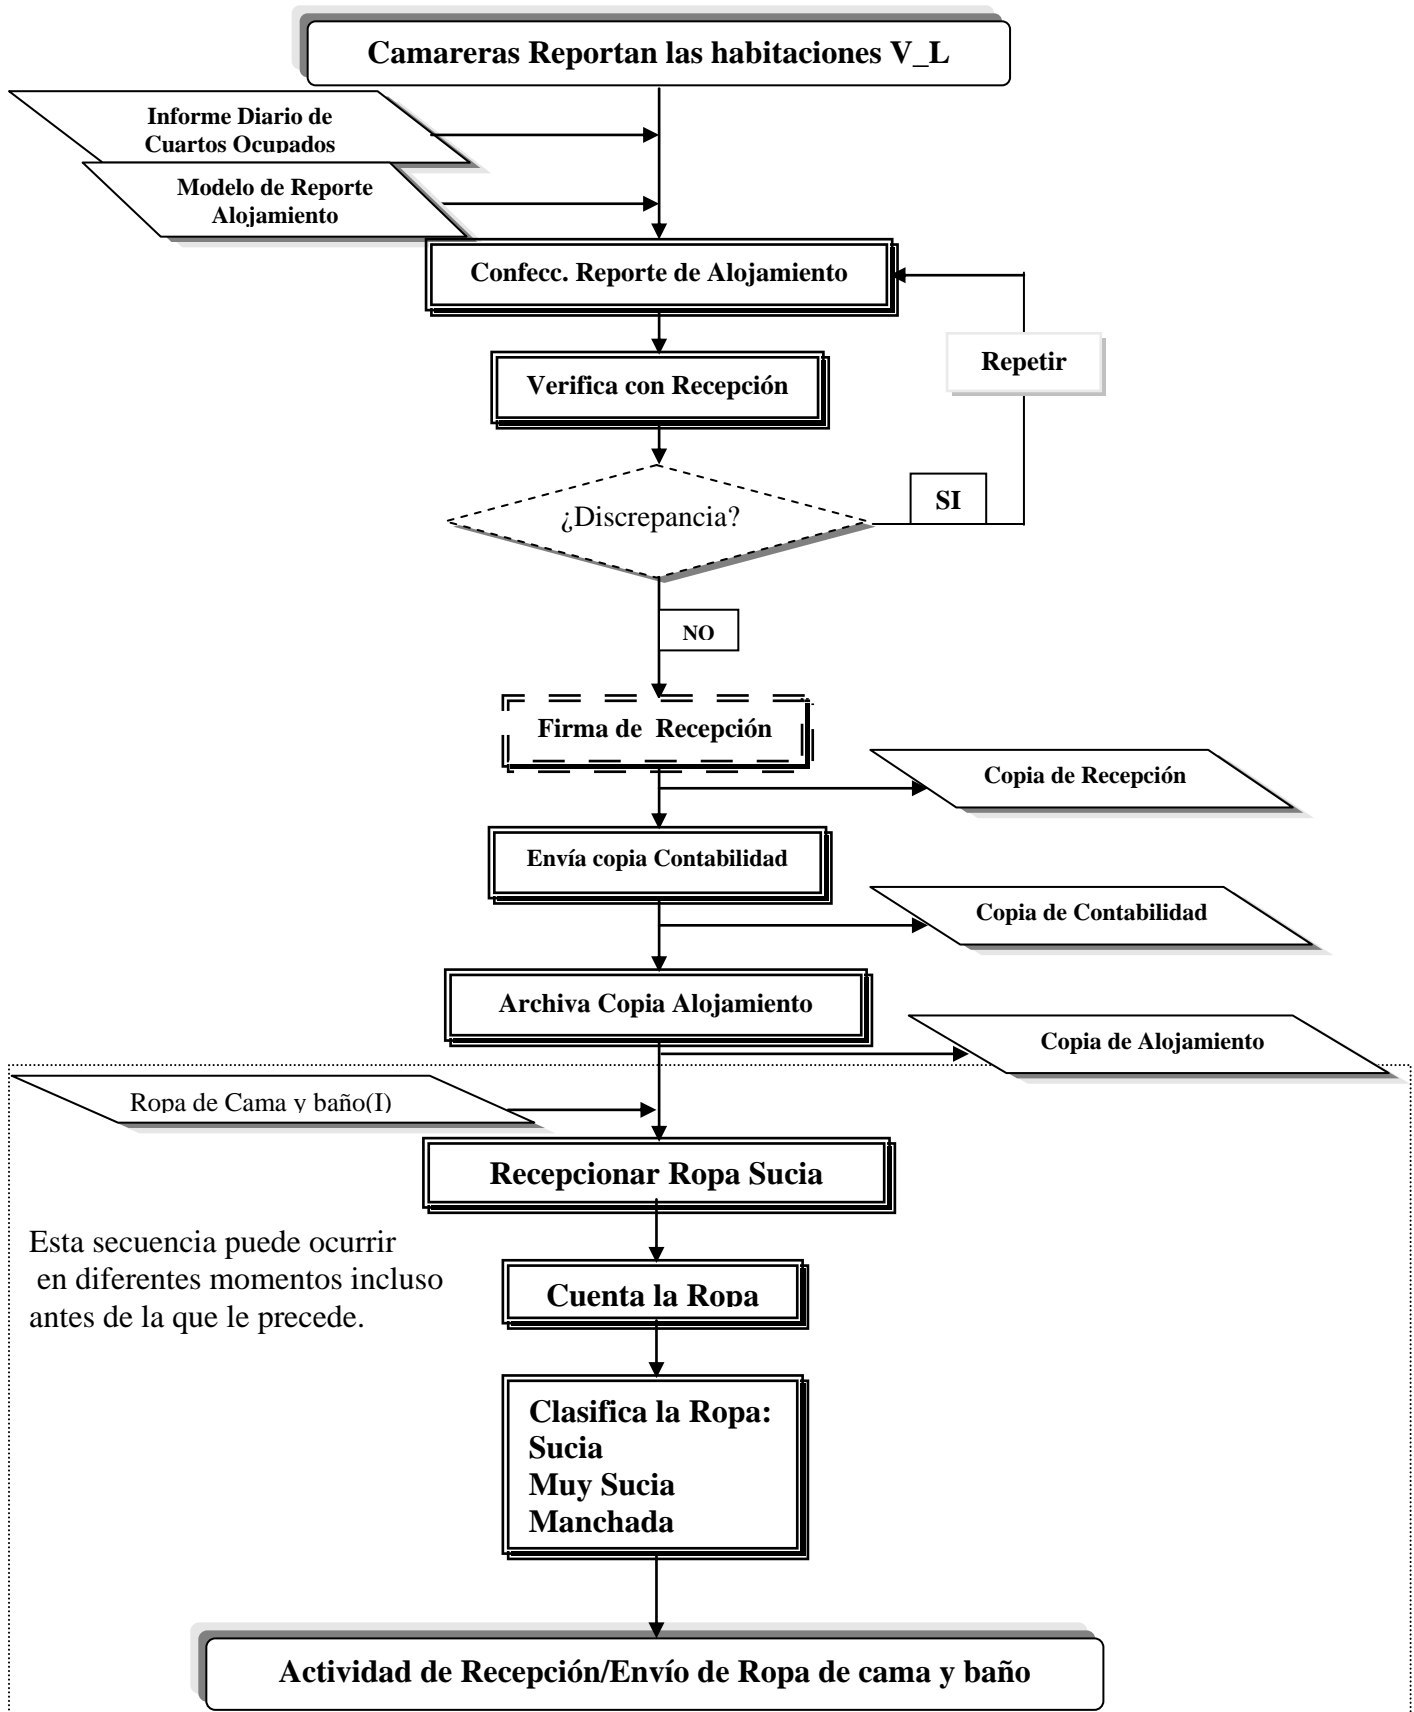 Camareras Reportan las habitaciones V_L
Informe Diario de
Cuartos Ocupados
Modelo de Reporte
Alojamiento
Confecc. Reporte de Alojamiento
Repetir
Verifica con Recepción
SI
¿Discrepancia?
NO
Firma de Recepción
Copia de Recepción
Envía copia Contabilidad
Copia de Contabilidad
Archiva Copia Alojamiento
Copia de Alojamiento
Ropa de Cama y baño(I)
Recepcionar Ropa Sucia
Esta secuencia puede ocurrir
en diferentes momentos incluso
antes de la que le precede.
Cuenta la Ropa
Clasifica la Ropa:
Sucia
Muy Sucia
Manchada
Actividad de Recepción/Envío de Ropa de cama y baño